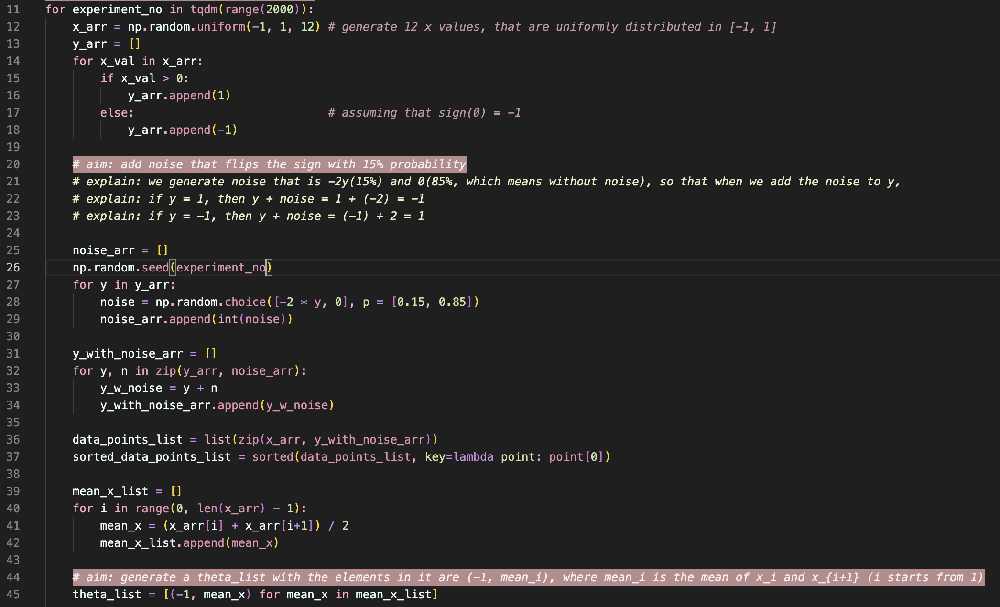 11 for experiment_no in tqdm(range(2000)):
12     x_arr = np.random.uniform(-1, 1, 12) # generate 12 x values, that are uniformly distributed in [-1, 1]
13     y_arr = []
14     for x_val in x_arr:
15         if x_val > 0:
16             y_arr.append(1)
17         else:                            # assuming that sign(0) = -1
18             y_arr.append(-1)
19
20     # aim: add noise that flips the sign with 15% probability
21     # explain: we generate noise that is -2y(15%) and 0(85%, which means without noise), so that when we add the noise to y,
22     # explain: if y = 1, then y + noise = 1 + (-2) = -1
23     # explain: if y = -1, then y + noise = (-1) + 2 = 1
24
25     noise_arr = []
26     np.random.seed(experiment_no)
27     for y in y_arr:
28         noise = np.random.choice([-2 * y, 0], p = [0.15, 0.85])
29         noise_arr.append(int(noise))
30
31     y_with_noise_arr = []
32     for y, n in zip(y_arr, noise_arr):
33         y_w_noise = y + n
34         y_with_noise_arr.append(y_w_noise)
35
36     data_points_list = list(zip(x_arr, y_with_noise_arr))
37     sorted_data_points_list = sorted(data_points_list, key=lambda point: point[0])
38
39     mean_x_list = []
40     for i in range(0, len(x_arr) - 1):
41         mean_x = (x_arr[i] + x_arr[i+1]) / 2
42         mean_x_list.append(mean_x)
43
44     # aim: generate a theta_list with the elements in it are (-1, mean_i), where mean_i is the mean of x_i and x_{i+1} (i starts from 1)
45     theta_list = [(-1, mean_x) for mean_x in mean_x_list]